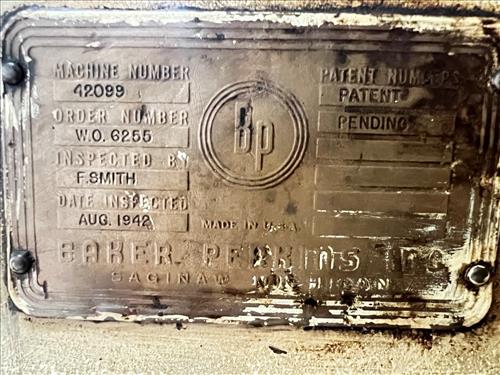 MACHINE NUMBER
42099
ORDER NUMBER
W.O. 6255
INSPECTED BY
F. SMITH
DATE INSPECTED
AUG. 1942
BP
MADE IN U.S.A.
PATENT NUMBERS
PATENT
PENDING
BAKER PERKINS INC
SAGINAW MICHIGAN